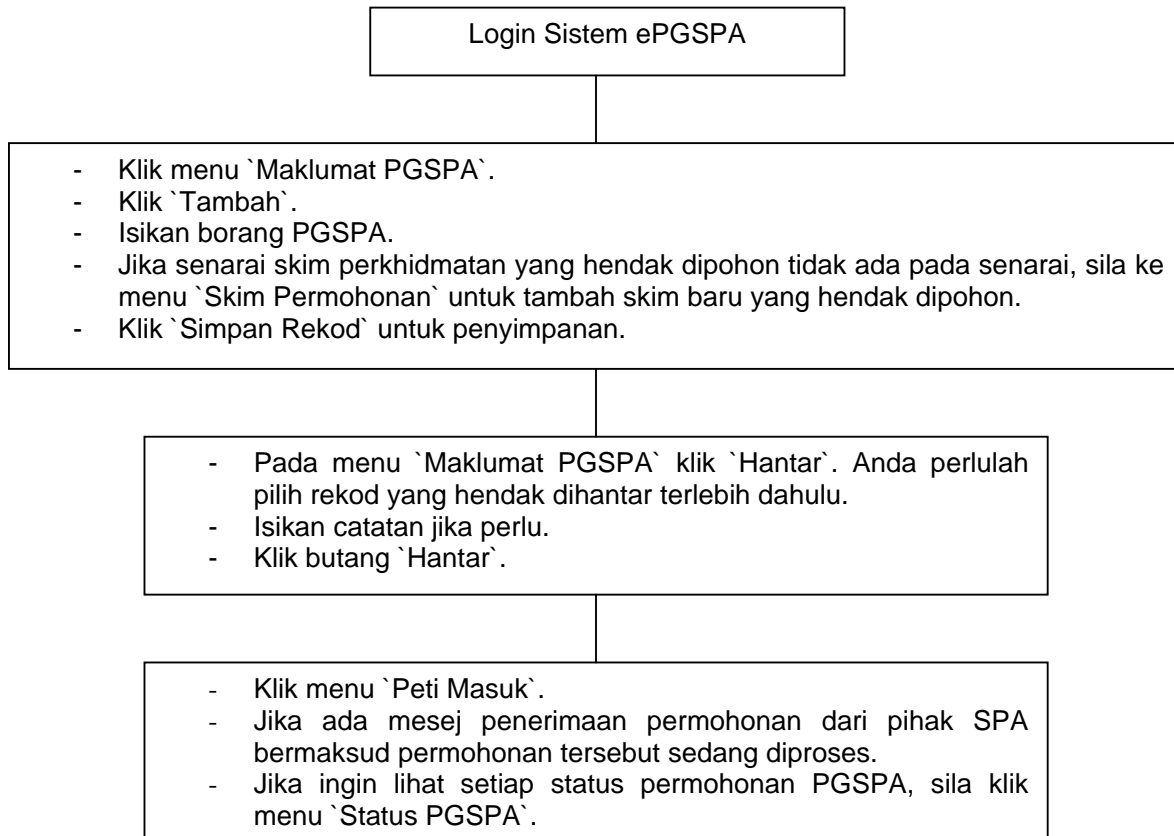 Login Sistem ePGSPA
- Klik menu `Maklumat PGSPA`.
- Klik `Tambah`.
- Isikan borang PGSPA.
- Jika senarai skim perkhidmatan yang hendak dipohon tidak ada pada senarai, sila ke
menu `Skim Permohonan` untuk tambah skim baru yang hendak dipohon.
- Klik `Simpan Rekod` untuk penyimpanan.
- Pada menu `Maklumat PGSPA` klik `Hantar`. Anda perlulah
pilih rekod yang hendak dihantar terlebih dahulu.
- Isikan catatan jika perlu.
- Klik butang `Hantar`.
- Klik menu `Peti Masuk`.
- Jika ada mesej penerimaan permohonan dari pihak SPA
bermaksud permohonan tersebut sedang diproses.
- Jika ingin lihat setiap status permohonan PGSPA, sila klik
menu `Status PGSPA`.